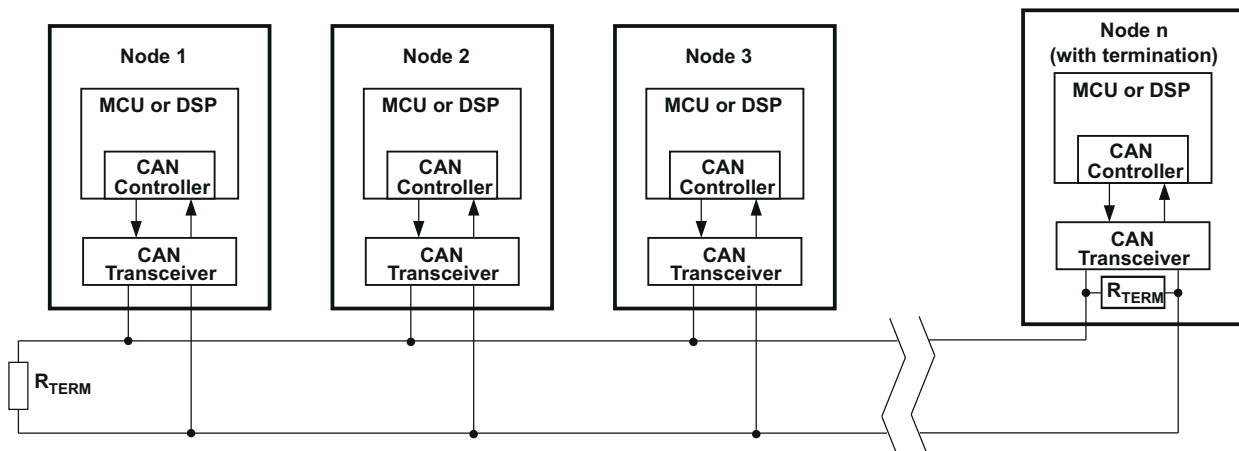 Node 1
MCU or DSP
CAN
Controller
CAN
Transceiver
Node 2
MCU or DSP
CAN
Controller
CAN
Transceiver
Node 3
MCU or DSP
CAN
Controller
CAN
Transceiver
Node n
(with termination)
MCU or DSP
CAN
Controller
CAN
Transceiver
RTERM
RTERM